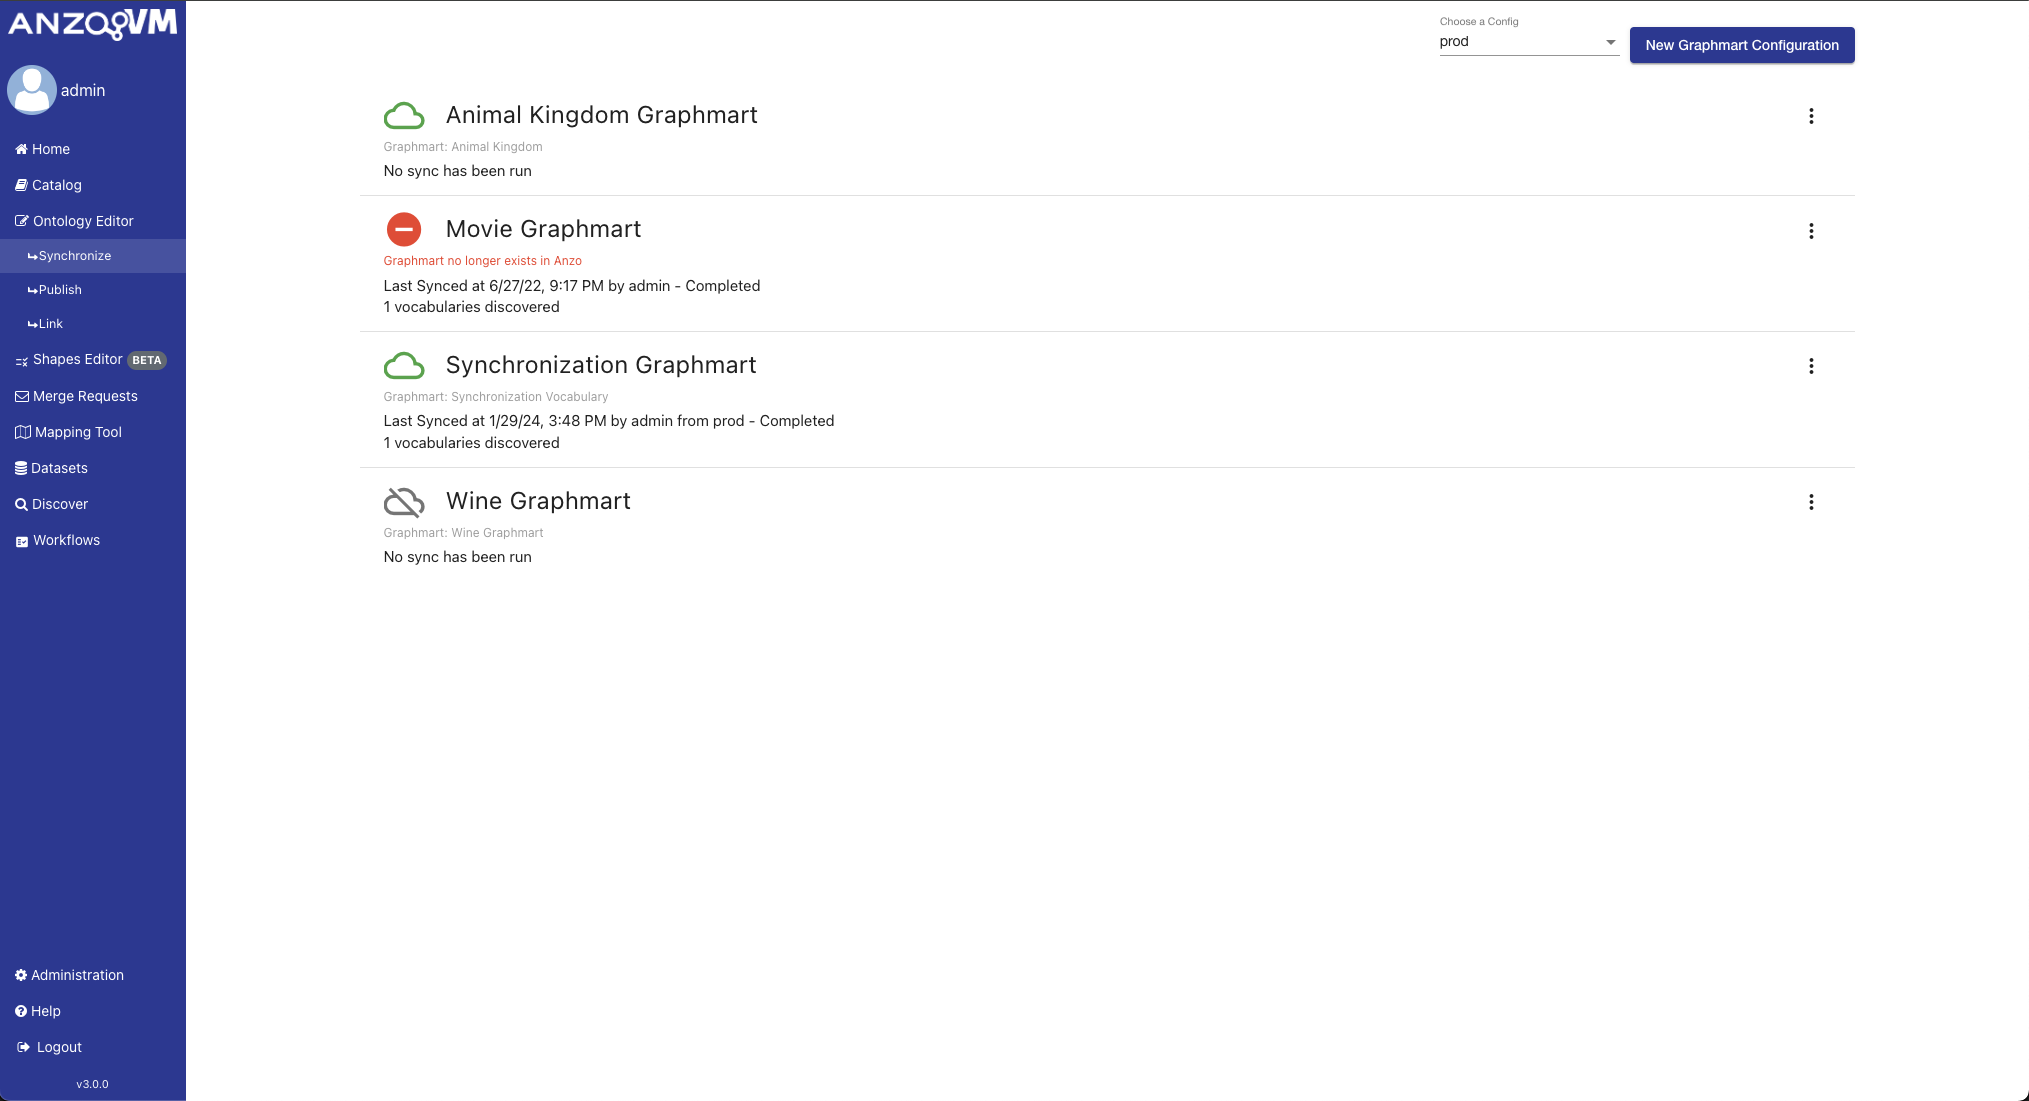 ANZOVM
admin
Home
Catalog
Ontology Editor
Synchronize
Publish
Link
Shapes Editor BETA
Merge Requests
Mapping Tool
Datasets
Discover
Workflows
Administration
Help
Logout
v3.0.0
Choose a Config
prod
New Graphmart Configuration
Animal Kingdom Graphmart
Graphmart: Animal Kingdom
No sync has been run
Movie Graphmart
Graphmart no longer exists in Anzo
Last Synced at 6/27/22, 9:17 PM by admin - Completed
1 vocabularies discovered
Synchronization Graphmart
Graphmart: Synchronization Vocabulary
Last Synced at 1/29/24, 3:48 PM by admin from prod - Completed
1 vocabularies discovered
Wine Graphmart
Graphmart: Wine Graphmart
No sync has been run